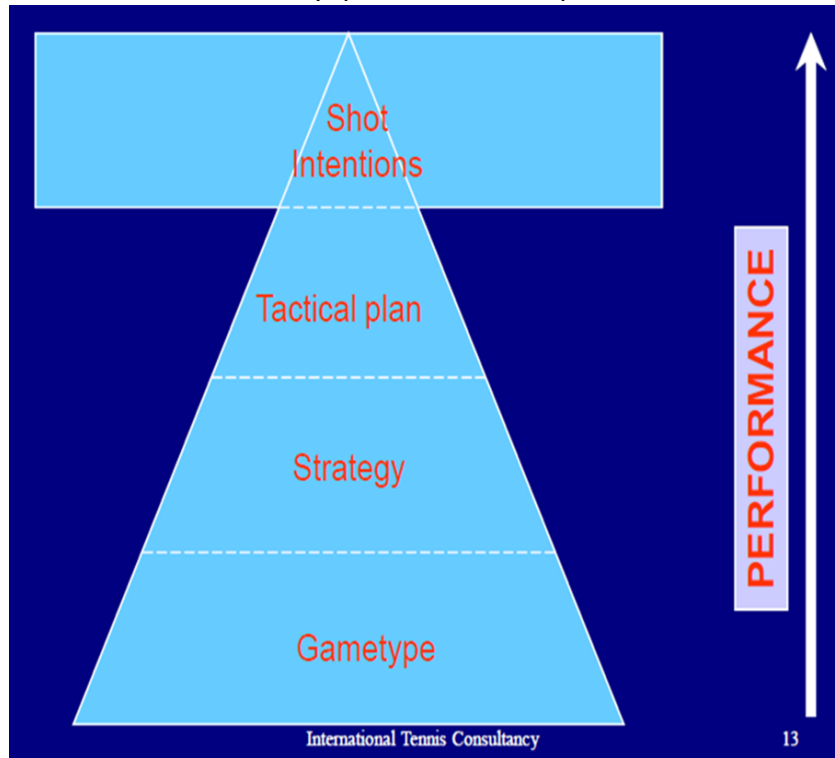 Shot
Intentions
Tactical plan
Strategy
Gametype
PERFORMANCE
International Tennis Consultancy
13